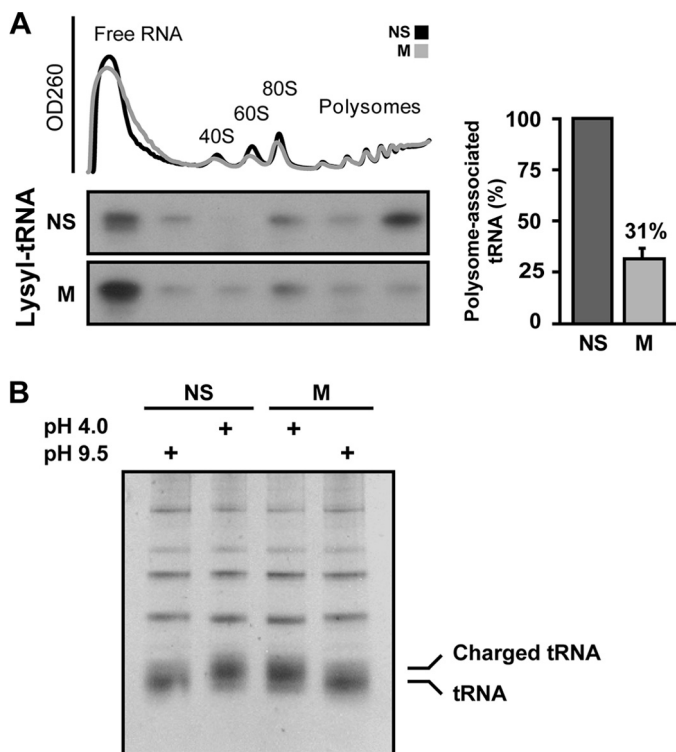 A
Free RNA
NS
M
OD260
40S
60S
80S
Polysomes
Lysyl-tRNA
NS
M
Polysome-associated
tRNA (%)
100
75
50
25
0
31%
NS
M
B
NS
M
pH 4.0
+
+
pH 9.5
+
+
Charged tRNA
tRNA